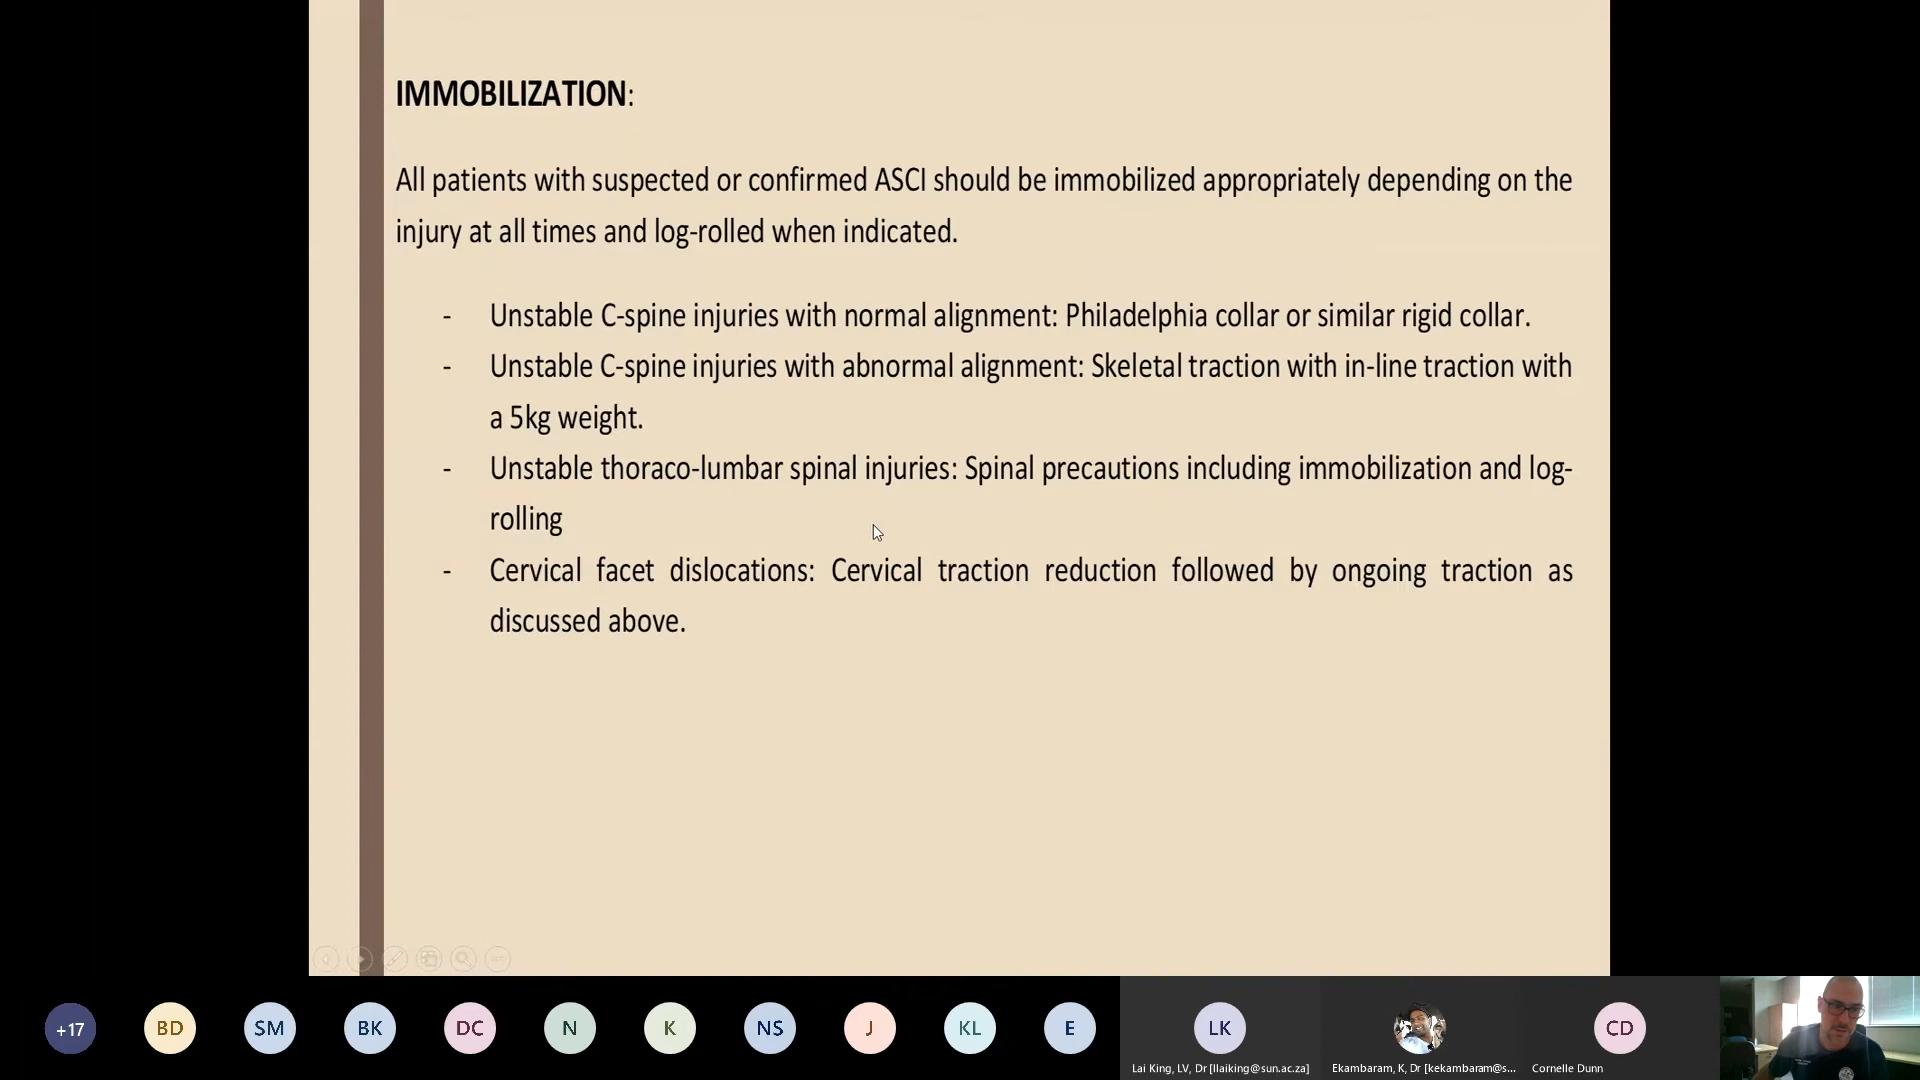 IMMOBILIZATION:
All patients with suspected or confirmed ASCI should be immobilized appropriately depending on the
injury at all times and log-rolled when indicated.
- Unstable C-spine injuries with normal alignment: Philadelphia collar or similar rigid collar.
- Unstable C-spine injuries with abnormal alignment: Skeletal traction with in-line traction with
a 5kg weight.
- Unstable thoraco-lumbar spinal injuries: Spinal precautions including immobilization and log-
rolling
- Cervical facet dislocations: Cervical traction reduction followed by ongoing traction as
discussed above.
+17 BD SM BK DC N K NS J KL E LK CD
Lai King, LV, Dr [llaiking@sun.ac.za] Ekambaram, K, Dr [kekambaram@s... Cornelle Dunn